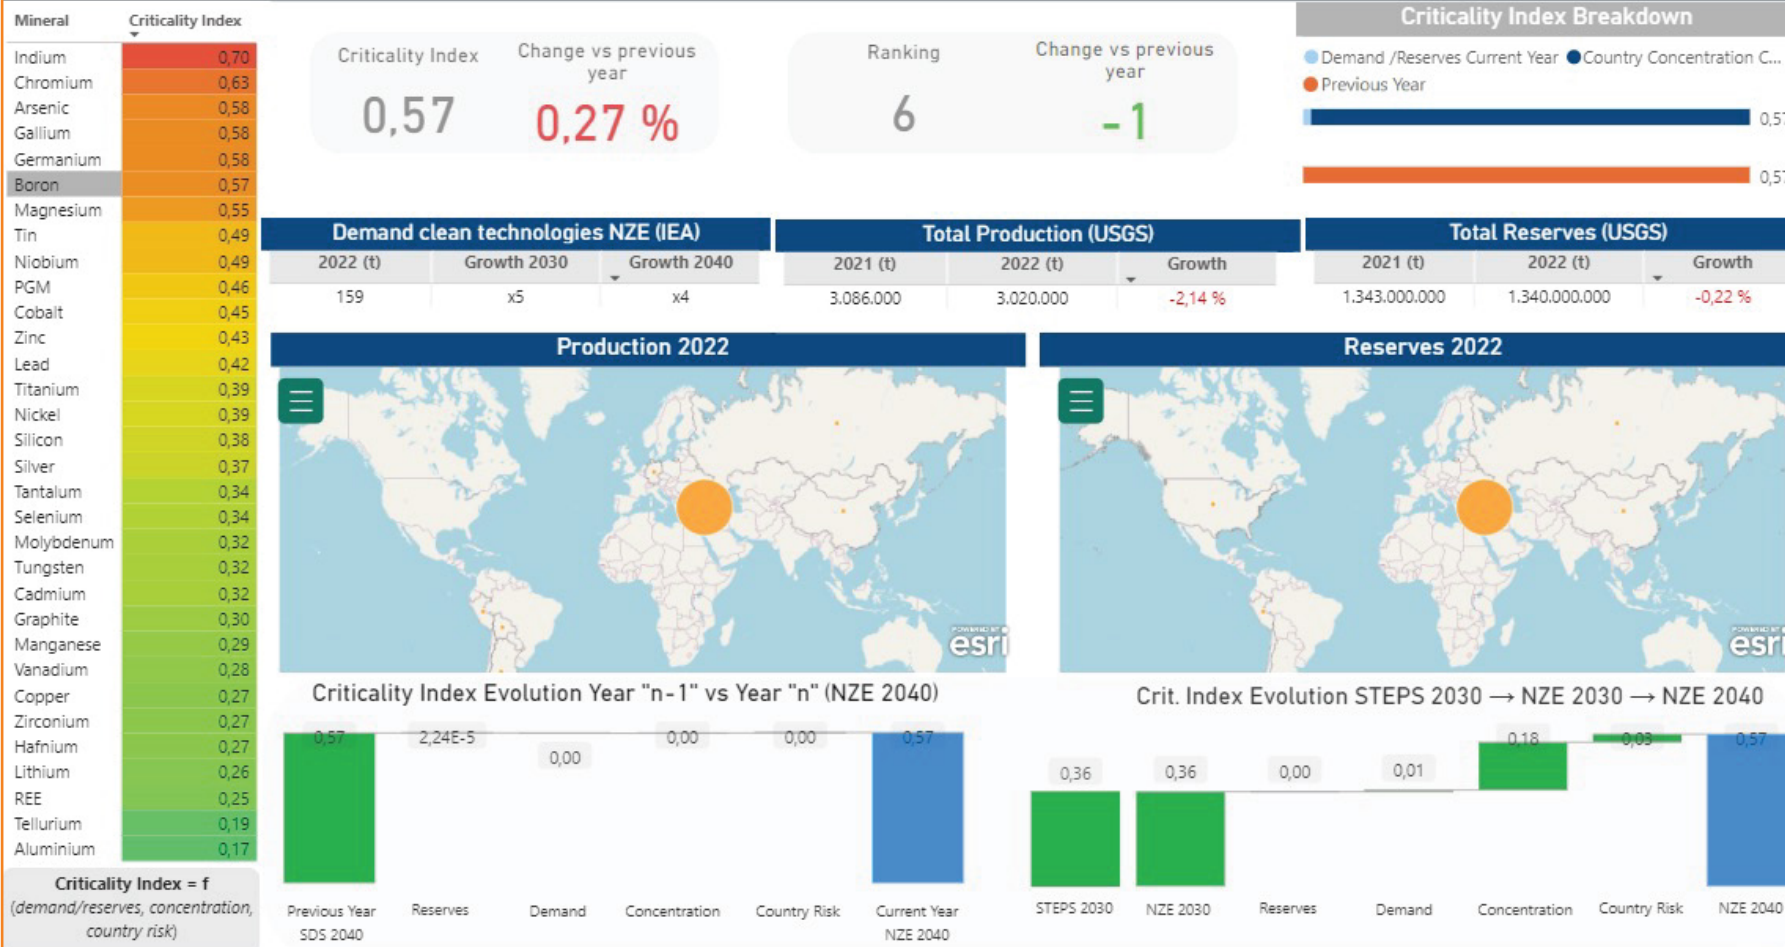 Mineral Criticality Index
Indium 0,70
Chromium 0,63
Arsenic 0,58
Gallium 0,58
Germanium 0,58
Boron 0,57
Magnesium 0,55
Tin 0,49
Niobium 0,49
PGM 0,46
Cobalt 0,45
Zinc 0,43
Lead 0,42
Titanium 0,39
Nickel 0,39
Silicon 0,38
Silver 0,37
Tantalum 0,34
Selenium 0,34
Molybdenum 0,32
Tungsten 0,32
Cadmium 0,32
Graphite 0,30
Manganese 0,29
Vanadium 0,28
Copper 0,27
Zirconium 0,27
Hafnium 0,27
Lithium 0,26
REE 0,25
Tellurium 0,19
Aluminium 0,17
Criticality Index = f
(demand/reserves, concentration,
country risk)
Criticality Index
0,57
Change vs previous
year
0,27 %
Ranking
6
Change vs previous
year
-1
Criticality Index Breakdown
Demand /Reserves Current Year Country Concentration C...
Previous Year
0,57
0,57
Demand clean technologies NZE (IEA)
2022 (t) Growth 2030 Growth 2040
159 x5 x4
Total Production (USGS)
2021 (t) 2022 (t) Growth
3.086.000 3.020.000 -2,14 %
Total Reserves (USGS)
2021 (t) 2022 (t) Growth
1.343.000.000 1.340.000.000 -0,22 %
Production 2022
POWERED BY
esri
Reserves 2022
POWERED BY
esri
Criticality Index Evolution Year "n-1" vs Year "n" (NZE 2040)
0,57 2,24E-5 0,00 0,00 0,00 0,57
Previous Year Reserves Demand Concentration Country Risk Current Year
SDS 2040 NZE 2040
Crit. Index Evolution STEPS 2030 → NZE 2030 → NZE 2040
0,36 0,36 0,00 0,01 0,18 0,03 0,57
STEPS 2030 NZE 2030 Reserves Demand Concentration Country Risk NZE 2040